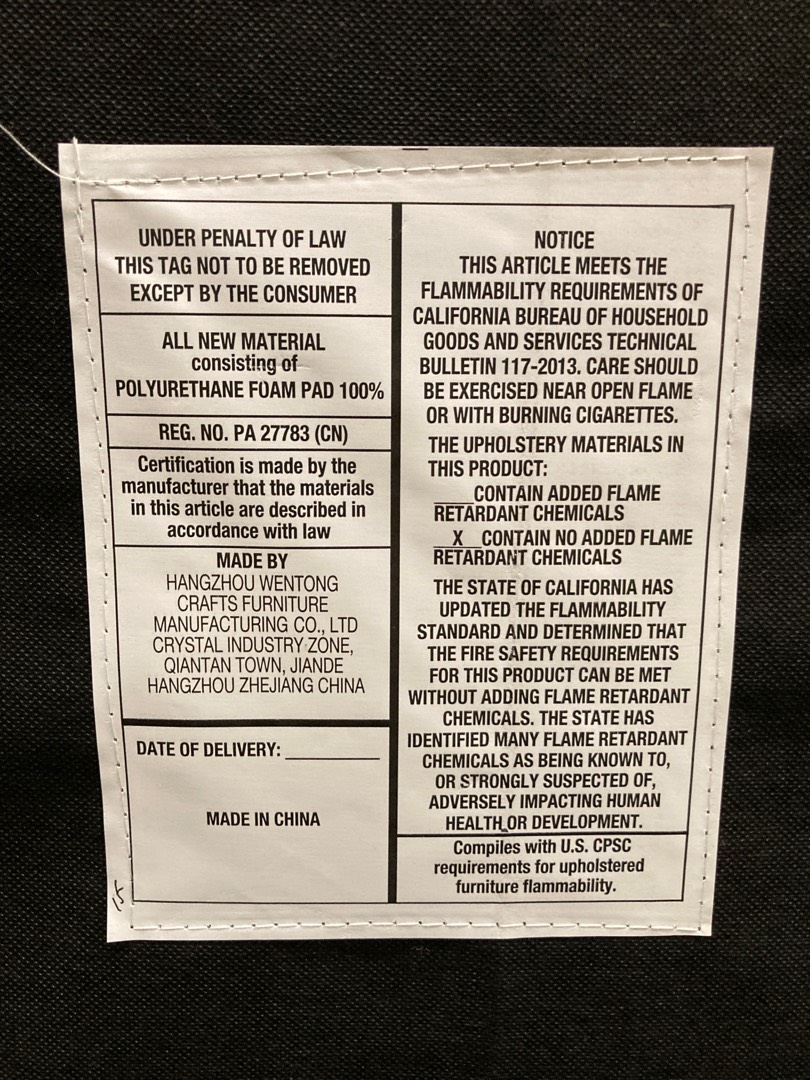 UNDER PENALTY OF LAW
THIS TAG NOT TO BE REMOVED
EXCEPT BY THE CONSUMER
ALL NEW MATERIAL
consisting of
POLYURETHANE FOAM PAD 100%
REG. NO. PA 27783 (CN)
Certification is made by the
manufacturer that the materials
in this article are described in
accordance with law
MADE BY
HANGZHOU WENTONG
CRAFTS FURNITURE
MANUFACTURING CO., LTD
CRYSTAL INDUSTRY ZONE,
QIANTAN TOWN, JIANDE
HANGZHOU ZHEJIANG CHINA
DATE OF DELIVERY: ________
MADE IN CHINA
15
NOTICE
THIS ARTICLE MEETS THE
FLAMMABILITY REQUIREMENTS OF
CALIFORNIA BUREAU OF HOUSEHOLD
GOODS AND SERVICES TECHNICAL
BULLETIN 117-2013. CARE SHOULD
BE EXERCISED NEAR OPEN FLAME
OR WITH BURNING CIGARETTES.
THE UPHOLSTERY MATERIALS IN
THIS PRODUCT:
____CONTAIN ADDED FLAME
RETARDANT CHEMICALS
__X__CONTAIN NO ADDED FLAME
RETARDANT CHEMICALS
THE STATE OF CALIFORNIA HAS
UPDATED THE FLAMMABILITY
STANDARD AND DETERMINED THAT
THE FIRE SAFETY REQUIREMENTS
FOR THIS PRODUCT CAN BE MET
WITHOUT ADDING FLAME RETARDANT
CHEMICALS. THE STATE HAS
IDENTIFIED MANY FLAME RETARDANT
CHEMICALS AS BEING KNOWN TO,
OR STRONGLY SUSPECTED OF,
ADVERSELY IMPACTING HUMAN
HEALTH OR DEVELOPMENT.
Compiles with U.S. CPSC
requirements for upholstered
furniture flammability.